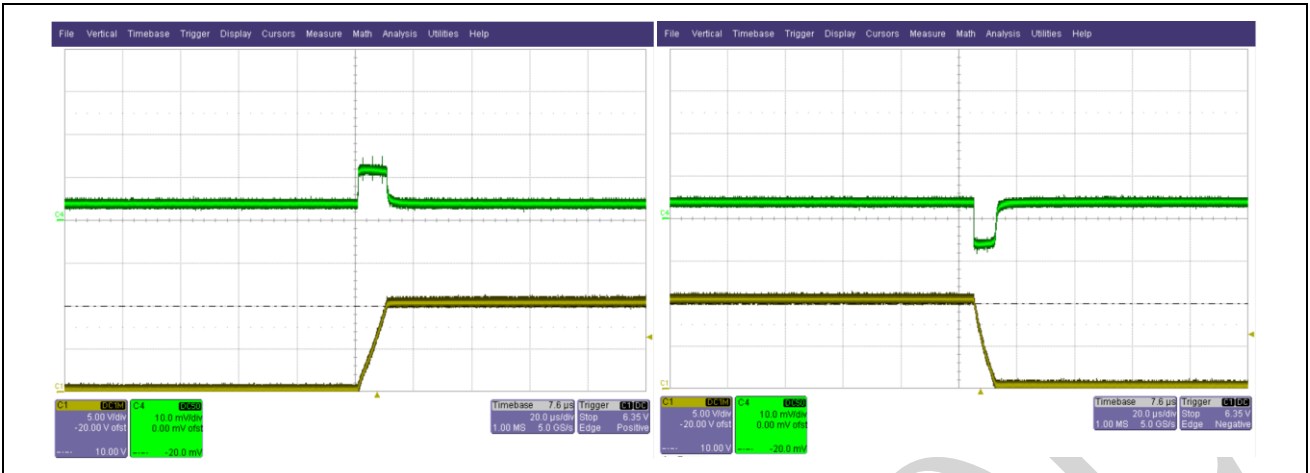 File Vertical Timebase Trigger Display Cursors Measure Math Analysis Utilities Help
C4
C1
C1 DC1M
5.00 V/div
-20.00 V ofst
10.00 V
C4 DC50
10.0 mV/div
0.00 mV ofst
-20.0 mV
Timebase 7.6 µs
20.0 µs/div
1.00 MS 5.0 GS/s
Trigger C1 DC
Stop 6.35 V
Edge Positive
File Vertical Timebase Trigger Display Cursors Measure Math Analysis Utilities Help
C4
C1
C1 DC1M
5.00 V/div
-20.00 V ofst
10.00 V
C4 DC50
10.0 mV/div
0.00 mV ofst
-20.0 mV
Timebase 7.6 µs
20.0 µs/div
1.00 MS 5.0 GS/s
Trigger C1 DC
Stop 6.35 V
Edge Negative